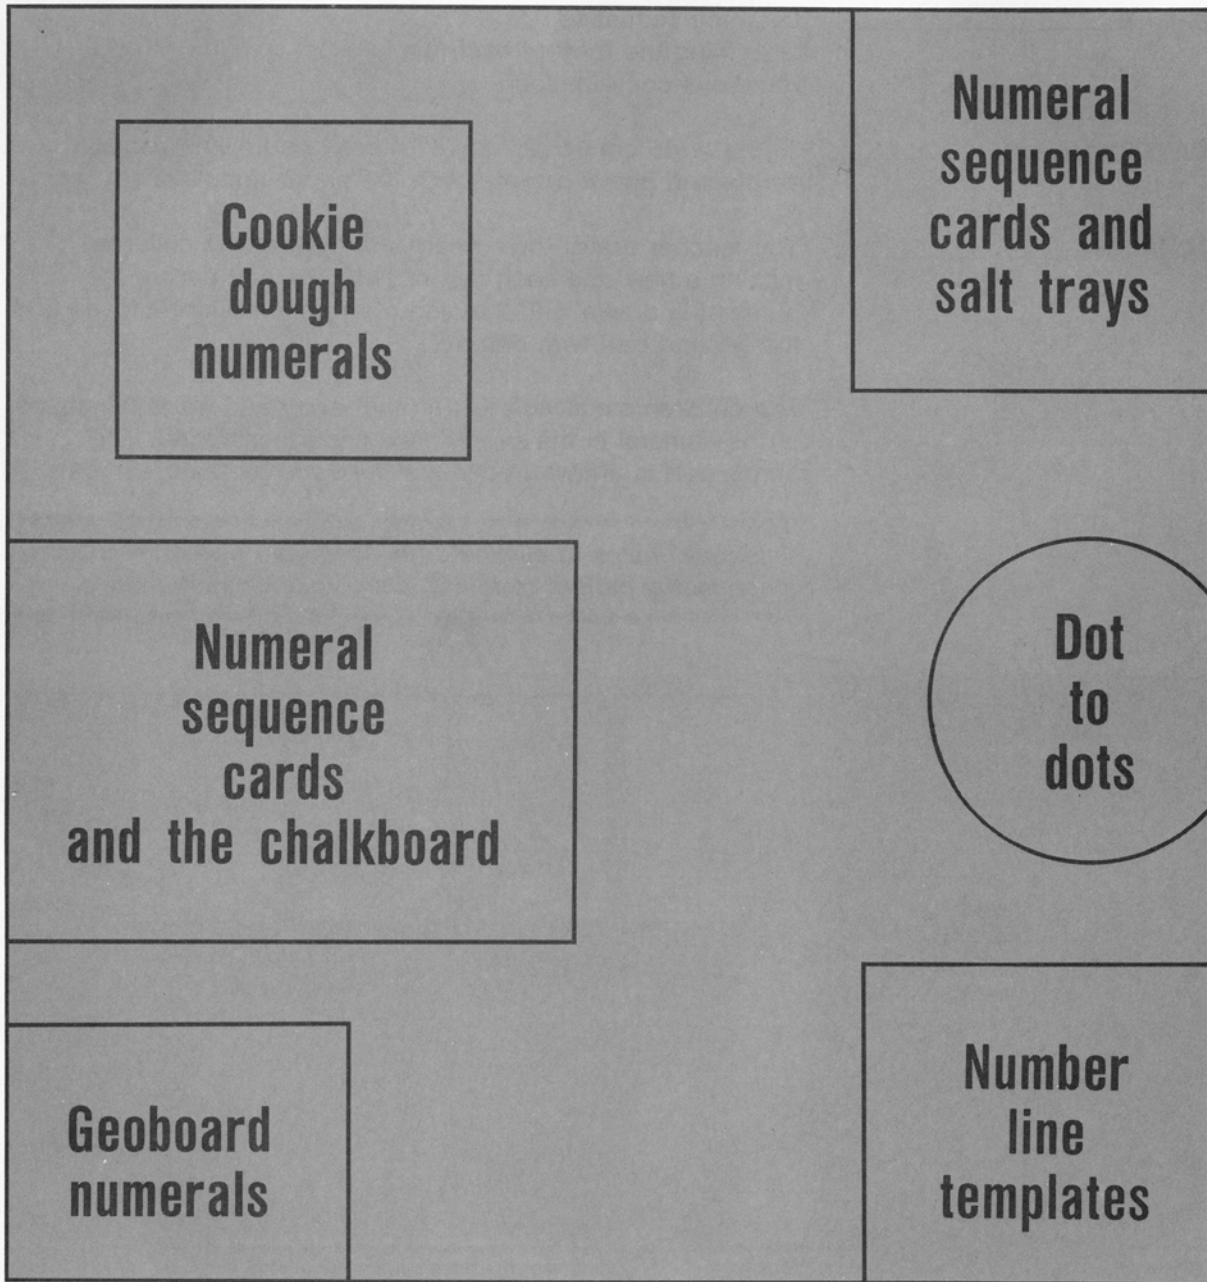 Cookie
dough
numerals
Numeral
sequence
cards and
salt trays
Numeral
sequence
cards
and the chalkboard
Dot
to
dots
Geoboard
numerals
Number
line
templates